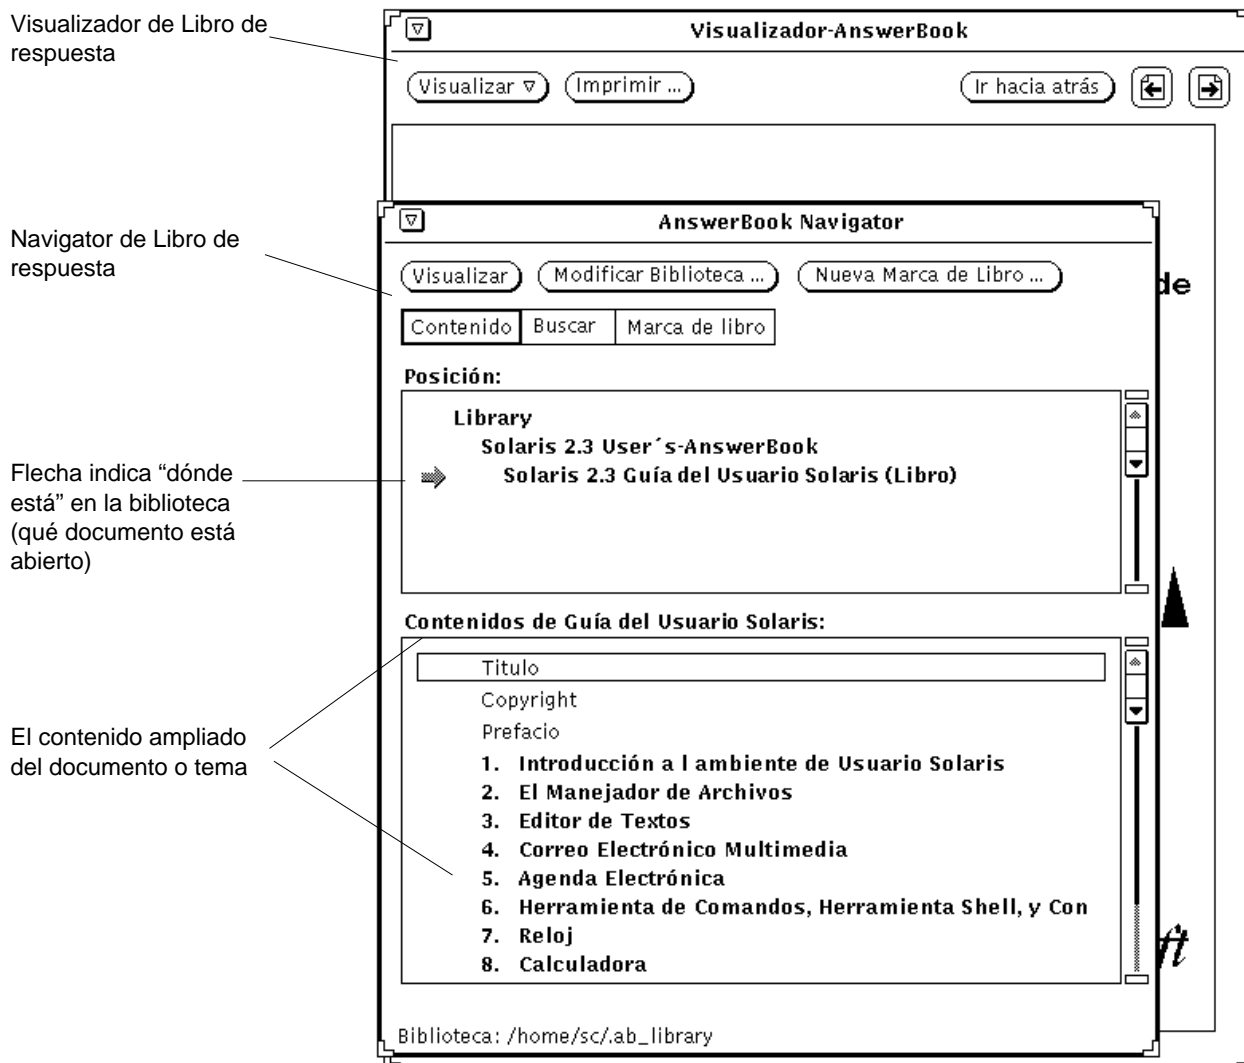 Visualizador de Libro de
respuesta
Visualizador-AnswerBook
Visualizar
Imprimir ...
Ir hacia atrás
Navigator de Libro de
respuesta
AnswerBook Navigator
Visualizar
Modificar Biblioteca ...
Nueva Marca de Libro ...
de
Contenido
Buscar
Marca de libro
Posición:
Library
Solaris 2.3 User´s-AnswerBook
Solaris 2.3 Guía del Usuario Solaris (Libro)
Flecha indica “dónde
está” en la biblioteca
(qué documento está
abierto)
Contenidos de Guía del Usuario Solaris:
Titulo
Copyright
Prefacio
El contenido ampliado
del documento o tema
1. Introducción a l ambiente de Usuario Solaris
2. El Manejador de Archivos
3. Editor de Textos
4. Correo Electrónico Multimedia
5. Agenda Electrónica
6. Herramienta de Comandos, Herramienta Shell, y Con
7. Reloj
8. Calculadora
ft
Biblioteca: /home/sc/.ab_library